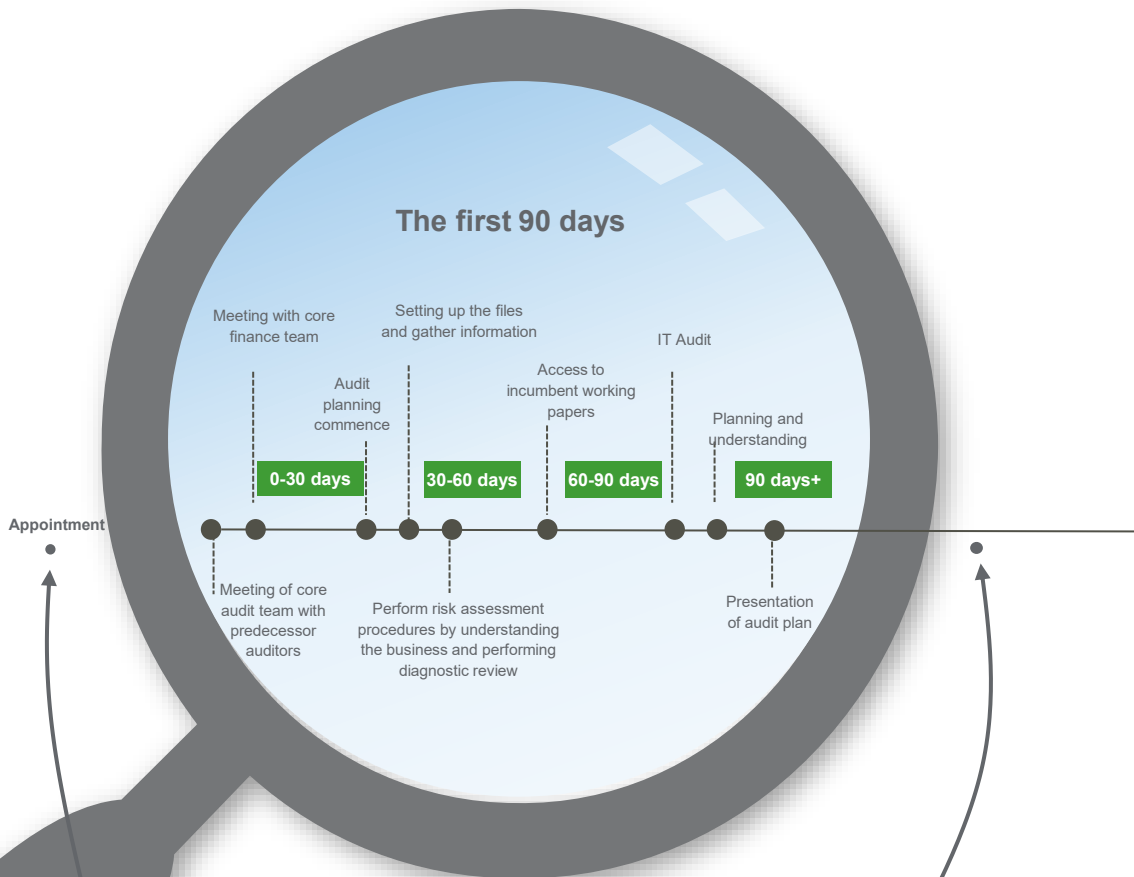 The first 90 days
Meeting with core
finance team
Setting up the files
and gather information
IT Audit
Audit
planning
commence
Access to
incumbent working
papers
Planning and
understanding
0-30 days
30-60 days
60-90 days
90 days+
Appointment
Meeting of core
audit team with
predecessor
auditors
Perform risk assessment
procedures by understanding
the business and performing
diagnostic review
Presentation
of audit plan